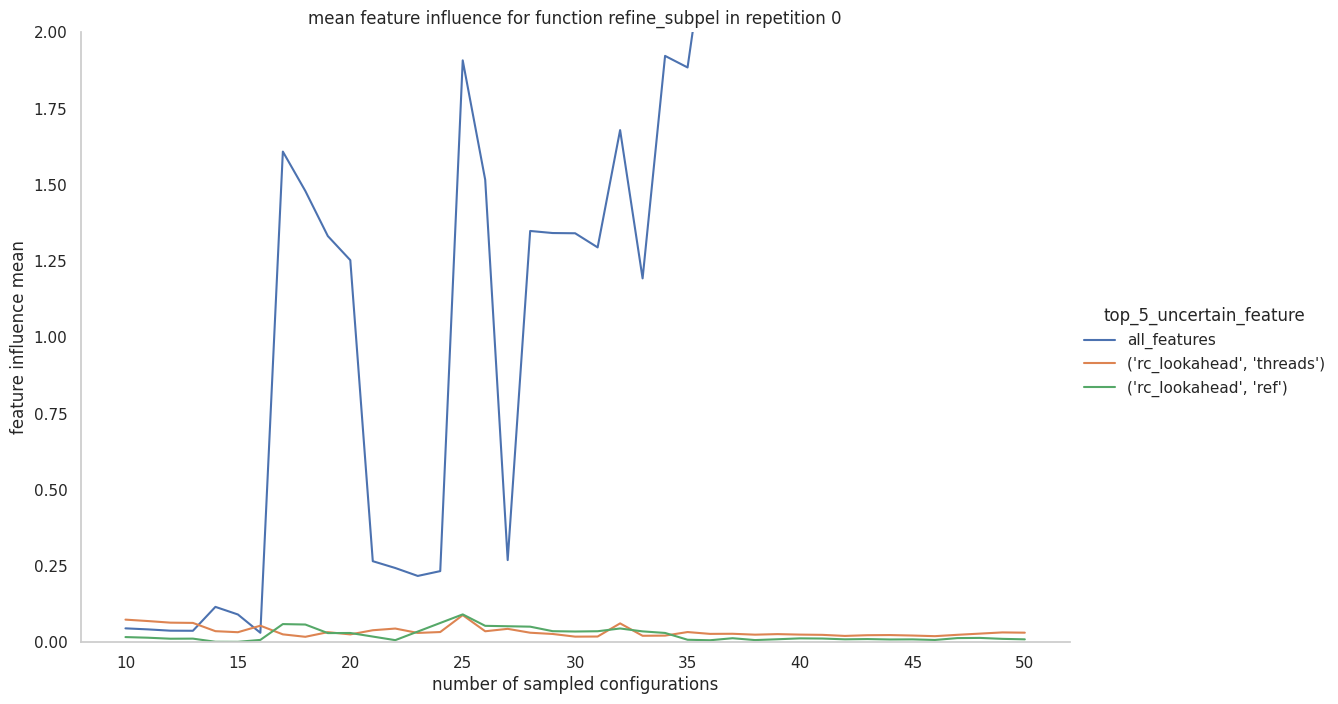 mean feature influence for function refine_subpel in repetition 0
2.00
1.75
1.50
1.25
1.00
0.75
0.50
0.25
0.00
feature influence mean
10 15 20 25 30 35 40 45 50
number of sampled configurations
top_5_uncertain_feature
all_features
('rc_lookahead', 'threads')
('rc_lookahead', 'ref')